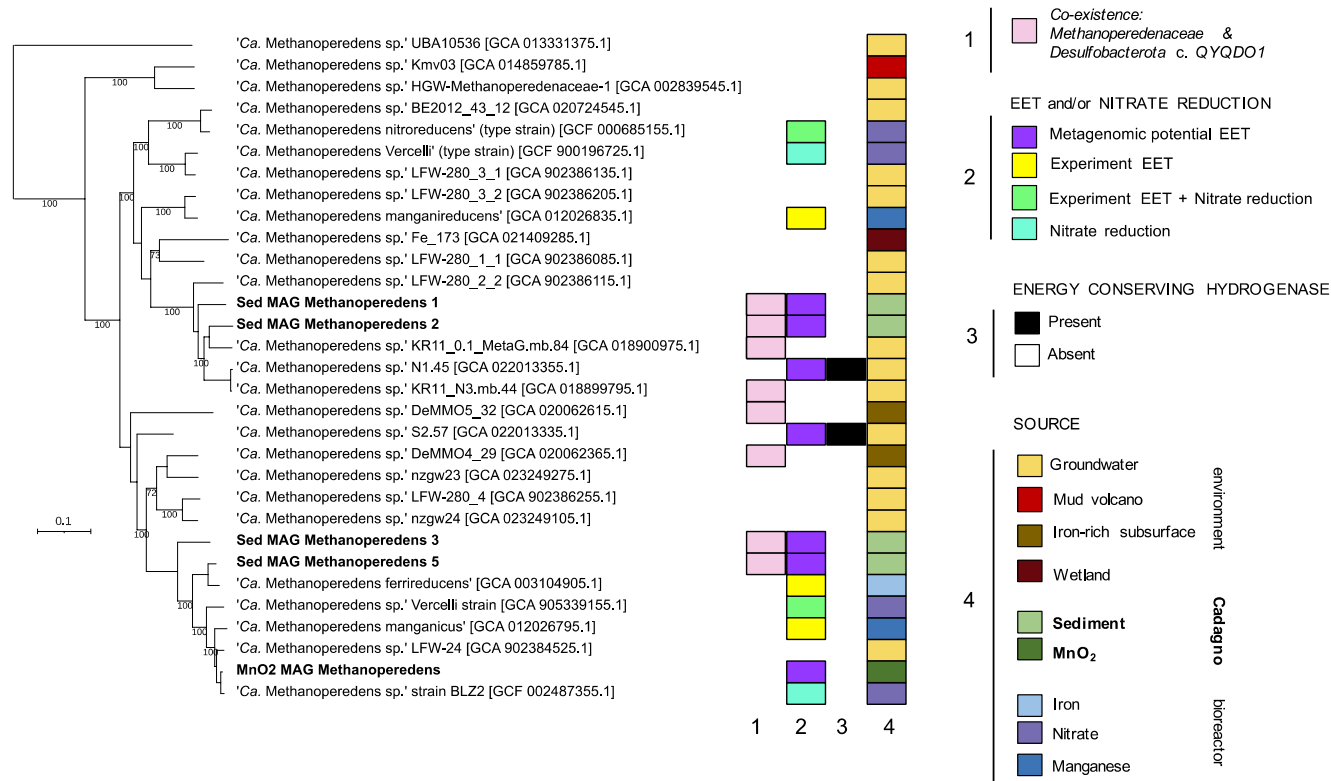 'Ca. Methanoperedens sp.' UBA10536 [GCA 013331375.1]
'Ca. Methanoperedens sp.' Kmv03 [GCA 014859785.1]
'Ca. Methanoperedens sp.' HGW-Methanoperedenaceae-1 [GCA 002839545.1]
'Ca. Methanoperedens sp.' BE2012_43_12 [GCA 020724545.1]
'Ca. Methanoperedens nitroreducens' (type strain) [GCF 000685155.1]
'Ca. Methanoperedens Vercelli' (type strain) [GCF 900196725.1]
'Ca. Methanoperedens sp.' LFW-280_3_1 [GCA 902386135.1]
'Ca. Methanoperedens sp.' LFW-280_3_2 [GCA 902386205.1]
'Ca. Methanoperedens manganireducens' [GCA 012026835.1]
'Ca. Methanoperedens sp.' Fe_173 [GCA 021409285.1]
'Ca. Methanoperedens sp.' LFW-280_1_1 [GCA 902386085.1]
'Ca. Methanoperedens sp.' LFW-280_2_2 [GCA 902386115.1]
Sed MAG Methanoperedens 1
Sed MAG Methanoperedens 2
'Ca. Methanoperedens sp.' KR11_0.1_MetaG.mb.84 [GCA 018900975.1]
'Ca. Methanoperedens sp.' N1.45 [GCA 022013355.1]
'Ca. Methanoperedens sp.' KR11_N3.mb.44 [GCA 018899795.1]
'Ca. Methanoperedens sp.' DeMMO5_32 [GCA 020062615.1]
'Ca. Methanoperedens sp.' S2.57 [GCA 022013335.1]
'Ca. Methanoperedens sp.' DeMMO4_29 [GCA 020062365.1]
'Ca. Methanoperedens sp.' nzgw23 [GCA 023249275.1]
'Ca. Methanoperedens sp.' LFW-280_4 [GCA 902386255.1]
'Ca. Methanoperedens sp.' nzgw24 [GCA 023249105.1]
Sed MAG Methanoperedens 3
Sed MAG Methanoperedens 5
'Ca. Methanoperedens ferrireducens' [GCA 003104905.1]
'Ca. Methanoperedens sp.' Vercelli strain [GCA 905339155.1]
'Ca. Methanoperedens manganicus' [GCA 012026795.1]
'Ca. Methanoperedens sp.' LFW-24 [GCA 902384525.1]
MnO2 MAG Methanoperedens
'Ca. Methanoperedens sp.' strain BLZ2 [GCF 002487355.1]
100
100
100
100
100
100
100
73
100
100
100
72
100
100
100
100
100
0.1
1 2 3 4
1
Co-existence:
Methanoperedenaceae &
Desulfobacterota c. QYQDO1
EET and/or NITRATE REDUCTION
2
Metagenomic potential EET
Experiment EET
Experiment EET + Nitrate reduction
Nitrate reduction
ENERGY CONSERVING HYDROGENASE
3
Present
Absent
SOURCE
4
Groundwater
Mud volcano
Iron-rich subsurface
Wetland
environment
Sediment
MnO2
Cadagno
Iron
Nitrate
Manganese
bioreactor